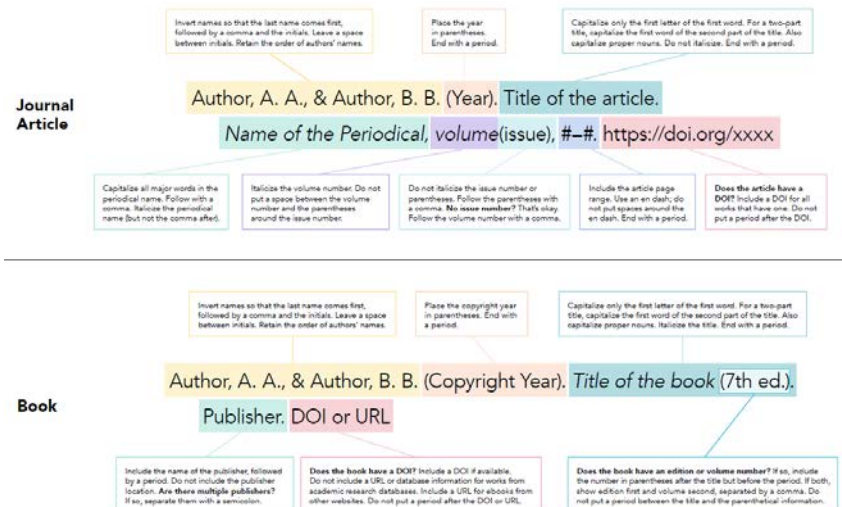 Invert names so that the last name comes first,
followed by a comma and the initials. Leave a space
between initials. Retain the order of authors' names.
Place the year
in parentheses.
End with a period.
Capitalize only the first letter of the first word. For a two-part
title, capitalize the first word of the second part of the title. Also
capitalize proper nouns. Do not italicize. End with a period.
Journal
Article
Author, A. A., & Author, B. B. (Year). Title of the article.
Name of the Periodical, volume(issue), #–#. https://doi.org/xxxx
Capitalize all major words in the
periodical name. Follow with a
comma. Italicize the periodical
name (but not the comma after).
Italicize the volume number. Do not
put a space between the volume
number and the parentheses
around the issue number.
Do not italicize the issue number or
parentheses. Follow the parentheses with
a comma. No issue number? That's okay.
Follow the volume number with a comma.
Include the article page
range. Use an en dash; do
not put spaces around the
en dash. End with a period.
Does the article have a
DOI? Include a DOI for all
works that have one. Do not
put a period after the DOI.
Invert names so that the last name comes first,
followed by a comma and the initials. Leave a space
between initials. Retain the order of authors' names.
Place the copyright year
in parentheses. End with
a period.
Capitalize only the first letter of the first word. For a two-part
title, capitalize the first word of the second part of the title. Also
capitalize proper nouns. Italicize the title. End with a period.
Book
Author, A. A., & Author, B. B. (Copyright Year). Title of the book (7th ed.).
Publisher. DOI or URL
Include the name of the publisher, followed
by a period. Do not include the publisher
location. Are there multiple publishers?
If so, separate them with a semicolon.
Does the book have a DOI? Include a DOI if available.
Do not include a URL or database information for works from
academic research databases. Include a URL for ebooks from
other websites. Do not put a period after the DOI or URL.
Does the book have an edition or volume number? If so, include
the number in parentheses after the title but before the period. If both,
show edition first and volume second, separated by a comma. Do
not put a period between the title and the parenthetical information.